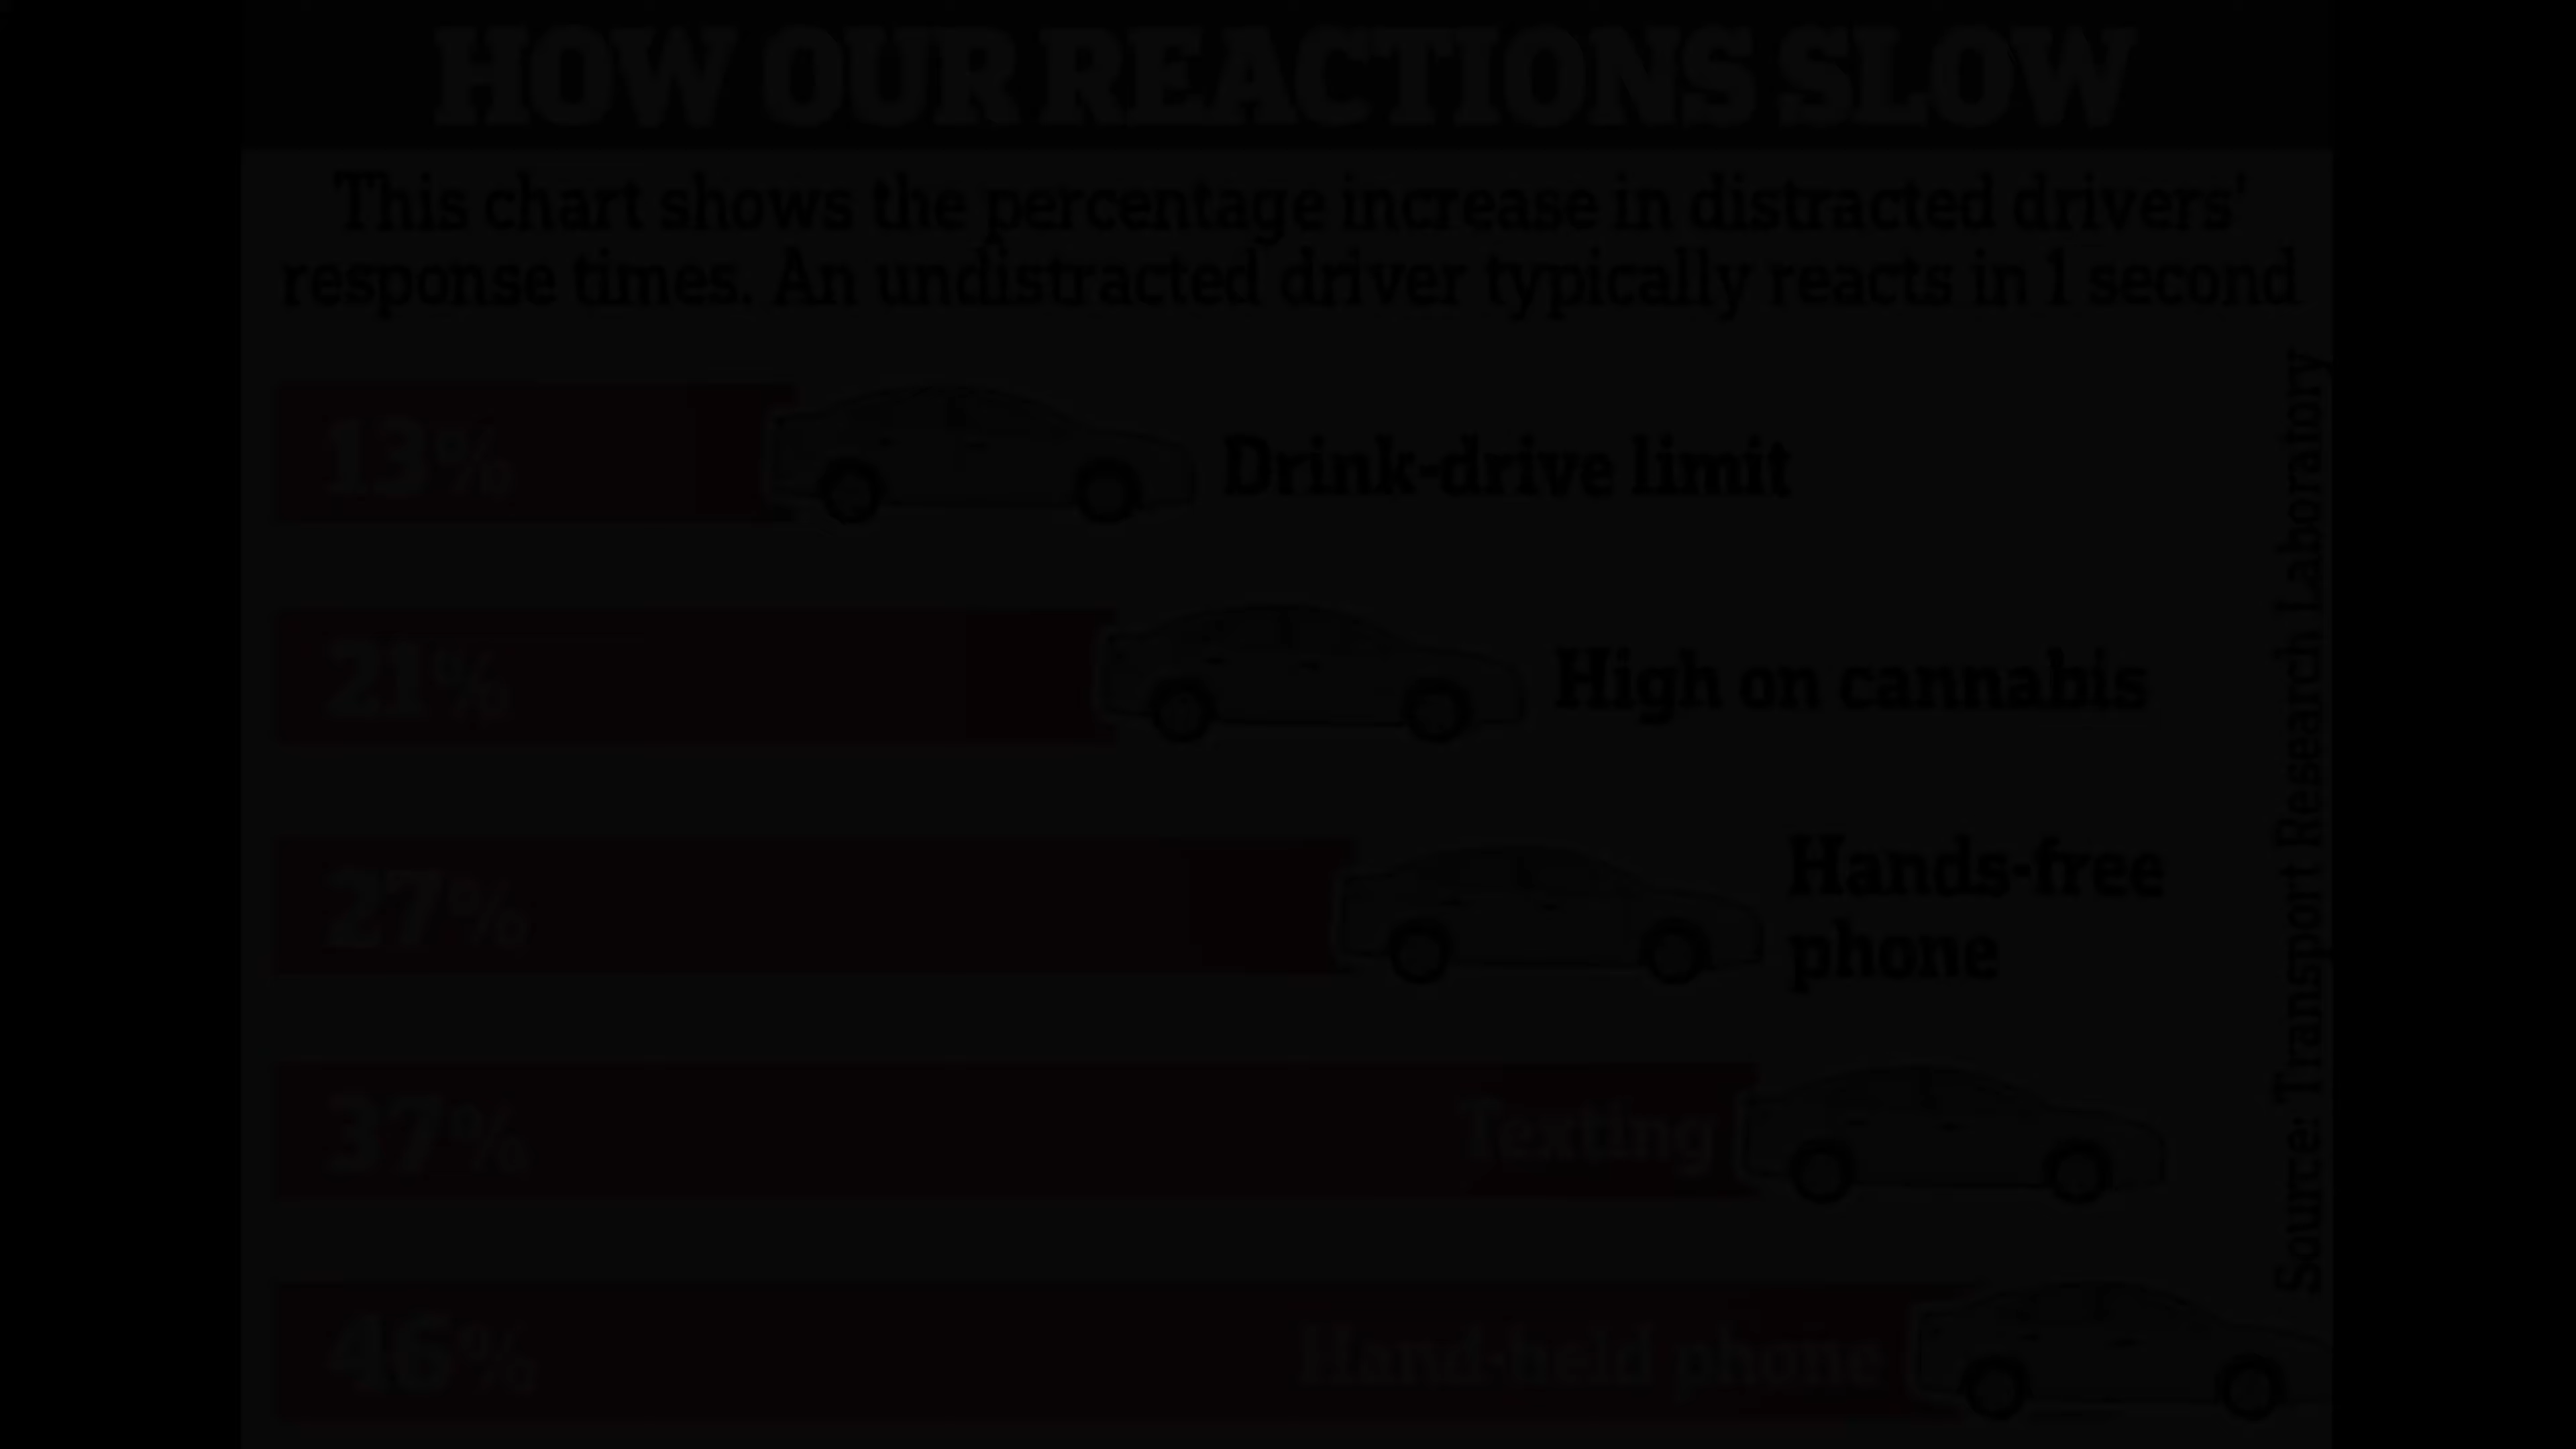 HOW OUR REACTIONS SLOW
This chart shows the percentage increase in distracted drivers'
response times. An undistracted driver typically reacts in 1 second
13%
Drink-drive limit
21%
High on cannabis
27%
Hands-free
phone
37%
Texting
46%
Hand-held phone
Source: Transport Research Laboratory